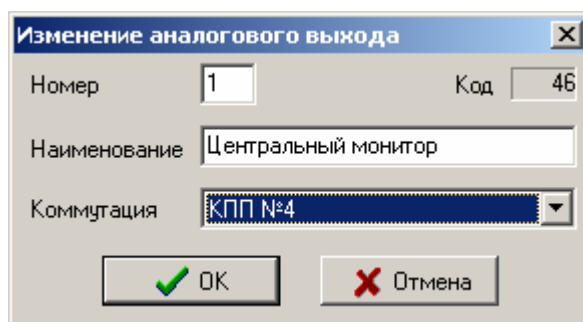 Изменение аналогового выхода
Номер 1 Код 46
Наименование Центральный монитор
Коммутация КПП №4
OK Отмена